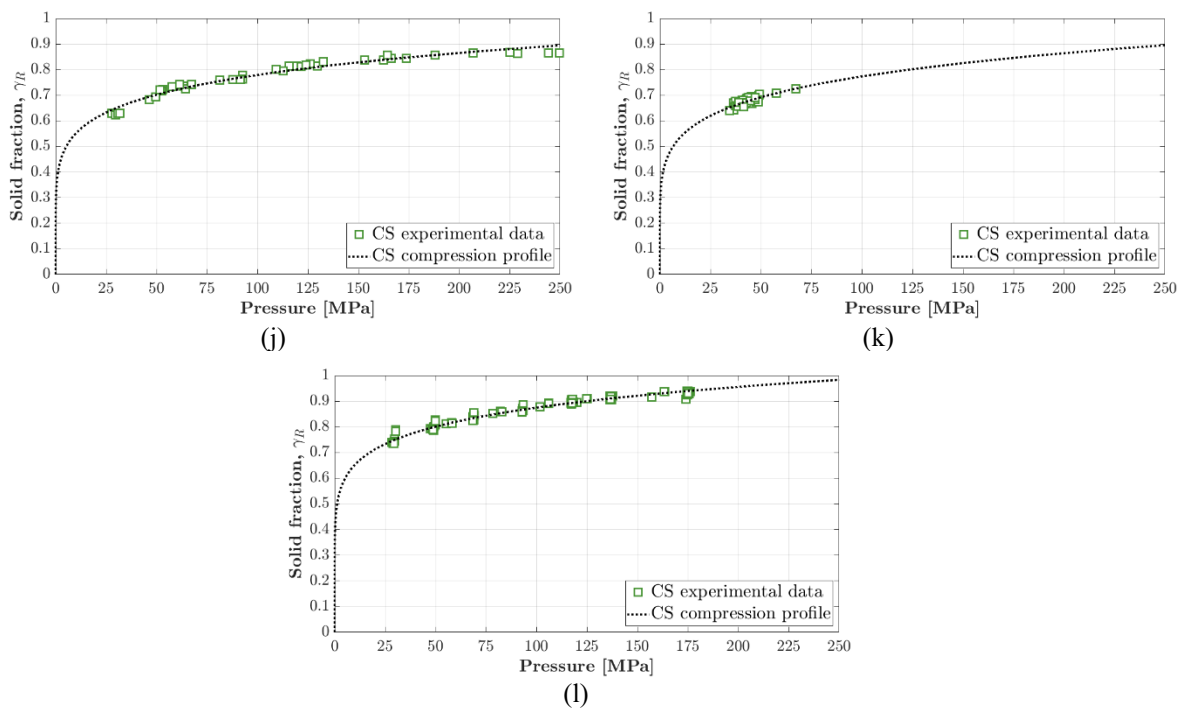 1
0.9
0.8
0.7
0.6
0.5
0.4
0.3
0.2
0.1
0
Solid fraction, γR
CS experimental data
CS compression profile
0 25 50 75 100 125 150 175 200 225 250
Pressure [MPa]
(j)
1
0.9
0.8
0.7
0.6
0.5
0.4
0.3
0.2
0.1
0
Solid fraction, γR
CS experimental data
CS compression profile
0 25 50 75 100 125 150 175 200 225 250
Pressure [MPa]
(k)
1
0.9
0.8
0.7
0.6
0.5
0.4
0.3
0.2
0.1
0
Solid fraction, γR
CS experimental data
CS compression profile
0 25 50 75 100 125 150 175 200 225 250
Pressure [MPa]
(l)